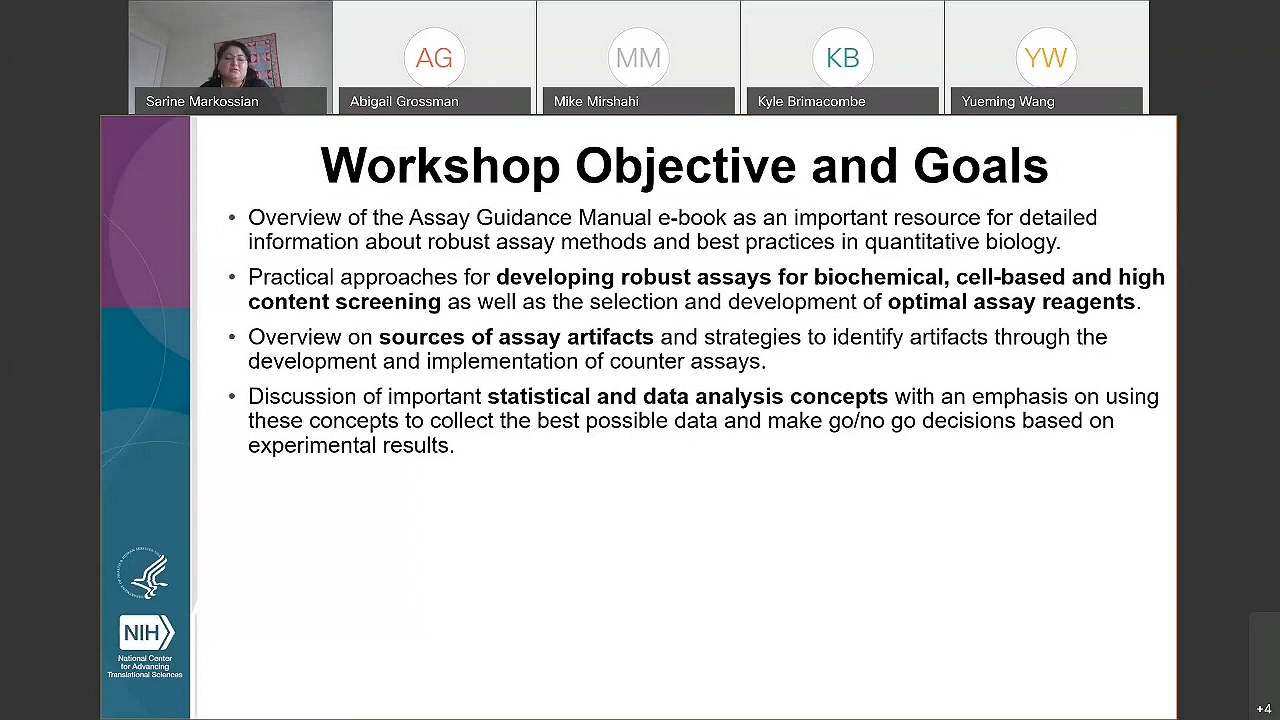 AG
MM
KB
YW
Sarine Markossian
Abigail Grossman
Mike Mirshahi
Kyle Brimacombe
Yueming Wang
Workshop Objective and Goals
• Overview of the Assay Guidance Manual e-book as an important resource for detailed
information about robust assay methods and best practices in quantitative biology.
• Practical approaches for developing robust assays for biochemical, cell-based and high
content screening as well as the selection and development of optimal assay reagents.
• Overview on sources of assay artifacts and strategies to identify artifacts through the
development and implementation of counter assays.
• Discussion of important statistical and data analysis concepts with an emphasis on using
these concepts to collect the best possible data and make go/no go decisions based on
experimental results.
NIH
National Center
for Advancing
Translational Sciences
+4